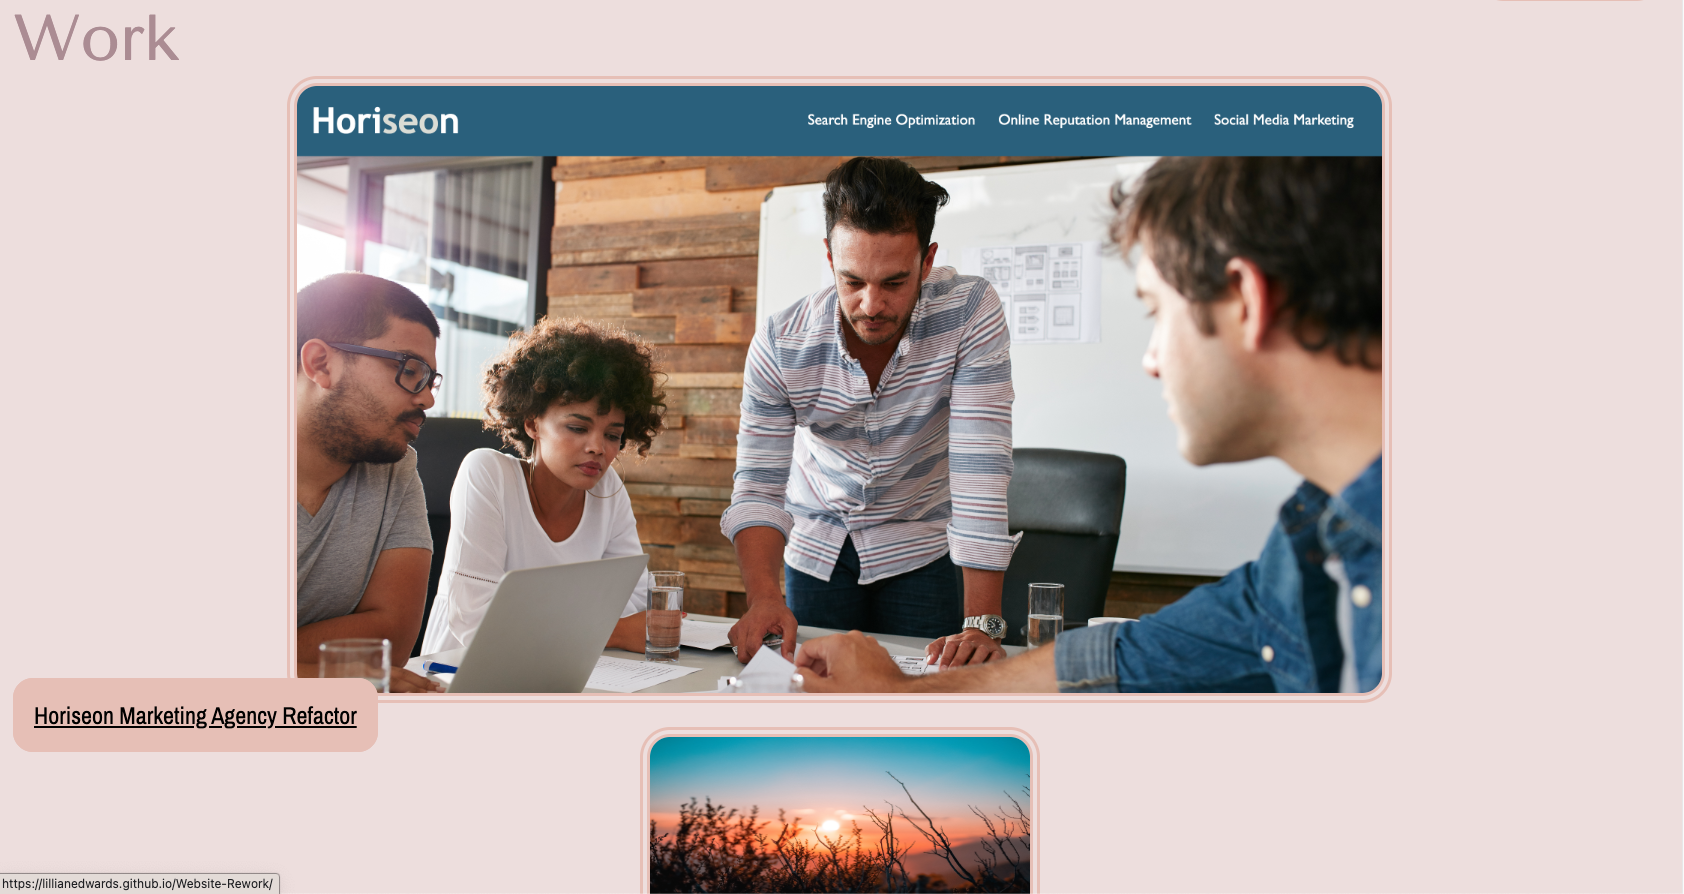 Work
Horiseon
Search Engine Optimization Online Reputation Management Social Media Marketing
Horiseon Marketing Agency Refactor
https://lillianedwards.github.io/Website-Rework/